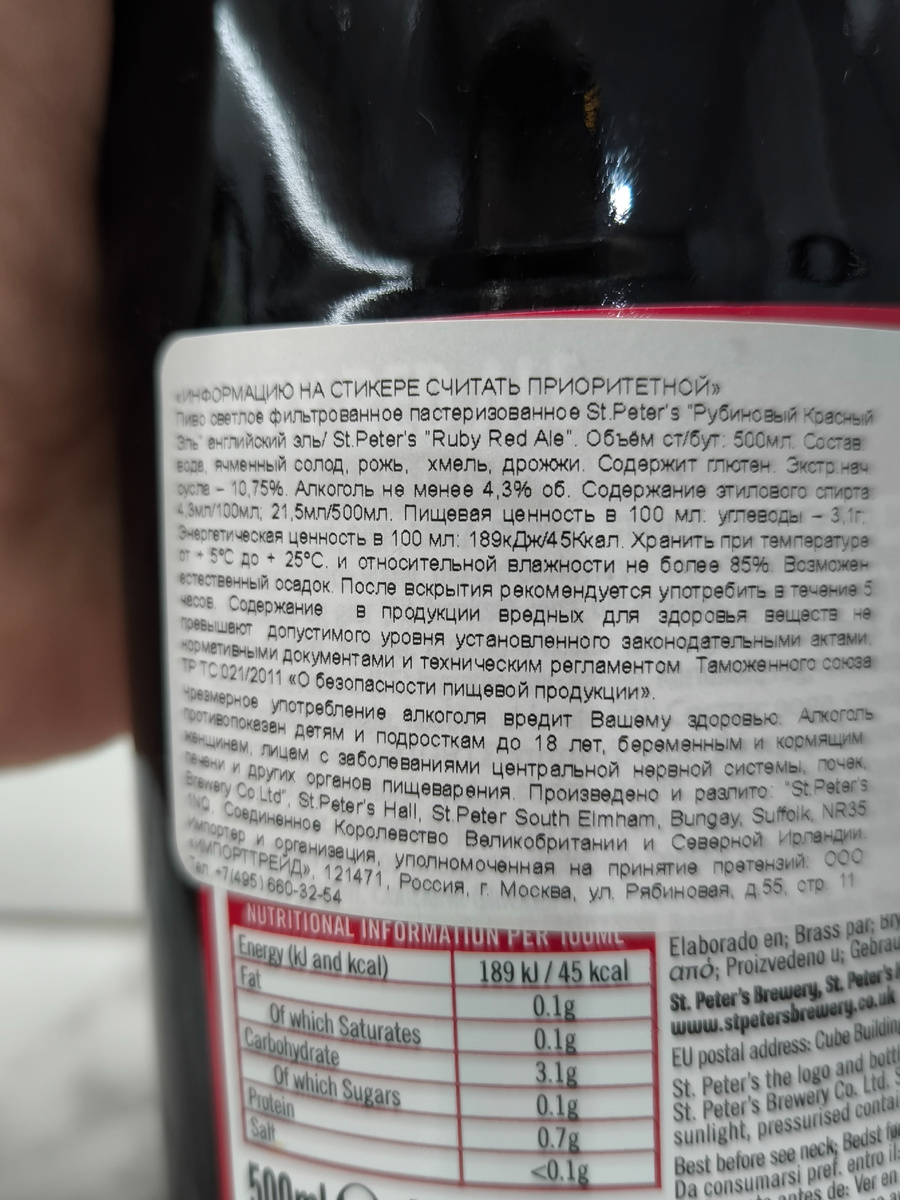 «ИНФОРМАЦИЮ НА СТИКЕРЕ СЧИТАТЬ ПРИОРИТЕТНОЙ»
Пиво светлое фильтрованное пастеризованное St.Peter's "Рубиновый Красный
Эль" английский эль/ St.Peter's "Ruby Red Ale". Объём ст/бут: 500мл. Состав:
вода, ячменный солод, рожь, хмель, дрожжи. Содержит глютен. Экстр.нач
сусла – 10,75%. Алкоголь не менее 4,3% об. Содержание этилового спирта
4,3мл/100мл; 21,5мл/500мл. Пищевая ценность в 100 мл: углеводы – 3,1г;
Энергетическая ценность в 100 мл: 189кДж/45Ккал. Хранить при температуре
от + 5°С до + 25°С. и относительной влажности не более 85%. Возможен
естественный осадок. После вскрытия рекомендуется употребить в течение 5
часов. Содержание в продукции вредных для здоровья веществ не
превышают допустимого уровня установленного законодательными актами,
нормативными документами и техническим регламентом Таможенного союза
ТР ТС 021/2011 «О безопасности пищевой продукции».
Чрезмерное употребление алкоголя вредит Вашему здоровью. Алкоголь
противопоказан детям и подросткам до 18 лет, беременным и кормящим
женщинам, лицам с заболеваниями центральной нервной системы, почек,
печени и других органов пищеварения. Произведено и разлито: "St.Peter's
Brewery Co.Ltd", St.Peter's Hall, St.Peter South Elmham, Bungay, Suffolk, NR35
1NQ. Соединенное Королевство Великобритании и Северной Ирландии.
Импортер и организация, уполномоченная на принятие претензий: ООО
«ИМПОРТТРЕЙД», 121471, Россия, г. Москва, ул. Рябиновая, д.55, стр. 11
Тел. +7(495) 660-32-54
NUTRITIONAL INFORMATION PER 100ML
Energy (kJ and kcal) 189 kJ / 45 kcal
Fat 0.1g
Of which Saturates 0.1g
Carbohydrate 3.1g
Of which Sugars 0.1g
Protein 0.7g
Salt <0.1g
500ml
Elaborado en; Brass par;
από; Proizvedeno u;
St. Peter's Brewery, St. Peter's
www.stpetersbrewery.co.uk
EU postal address: Cube
St. Peter's the logo and
St. Peter's Brewery Co. Ltd.
sunlight, pressurised
Best before see neck; Bedst
Da consumarsi pref. entro il:
antes de: Ver en